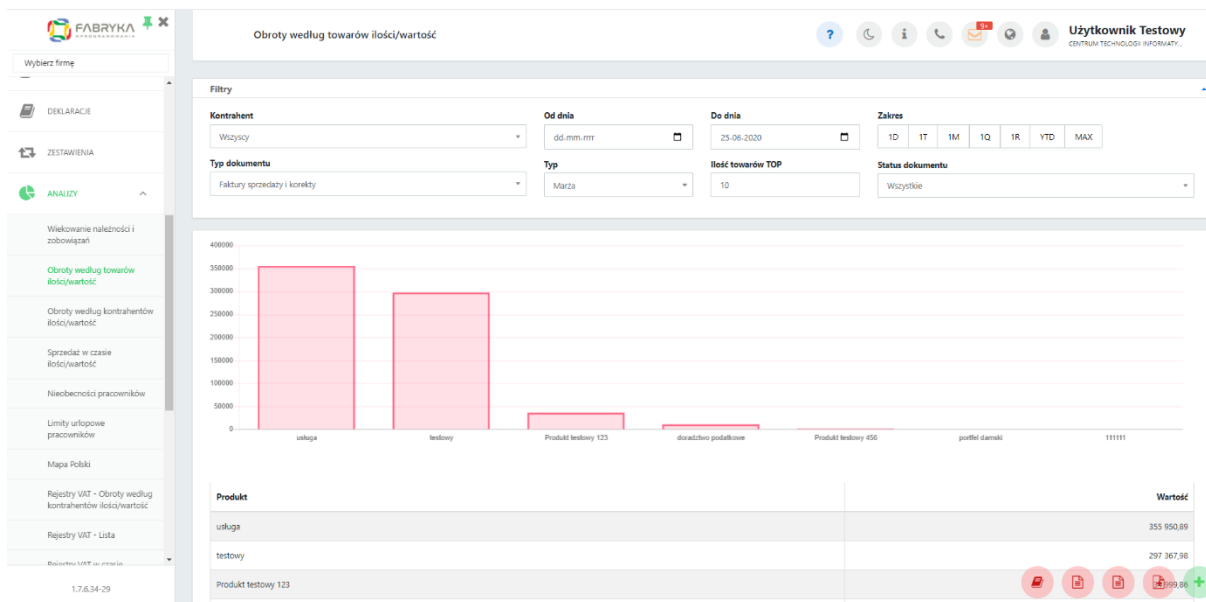 FABRYKA
OPROGRAMOWANIA
Wybierz firmę
DEKLARACJE
ZESTAWIENIA
ANALIZY
Wiekowanie należności i
zobowiązań
Obroty według towarów
ilości/wartość
Obroty według kontrahentów
ilości/wartość
Sprzedaż w czasie
ilości/wartość
Nieobecności pracowników
Limity urlopowe
pracowników
Mapa Polski
Rejestry VAT - Obroty według
kontrahentów ilości/wartość
Rejestry VAT - Lista
Rejestry VAT w czasie
1.7.6.34-29
Obroty według towarów ilości/wartość
?
9+
Użytkownik Testowy
CENTRUM TECHNOLOGII INFORMATY...
Filtry
Kontrahent
Wszyscy
Od dnia
dd-mm-rrrr
Do dnia
25-06-2020
Zakres
1D 1T 1M 1Q 1R YTD MAX
Typ dokumentu
Faktury sprzedaży i korekty
Typ
Marża
Ilość towarów TOP
10
Status dokumentu
Wszystkie
400000
350000
300000
250000
200000
150000
100000
50000
0
usługa testowy Produkt testowy 123 doradztwo podatkowe Produkt testowy 456 portfel damski 111111
Produkt Wartość
usługa 355 950,89
testowy 297 367,98
Produkt testowy 123